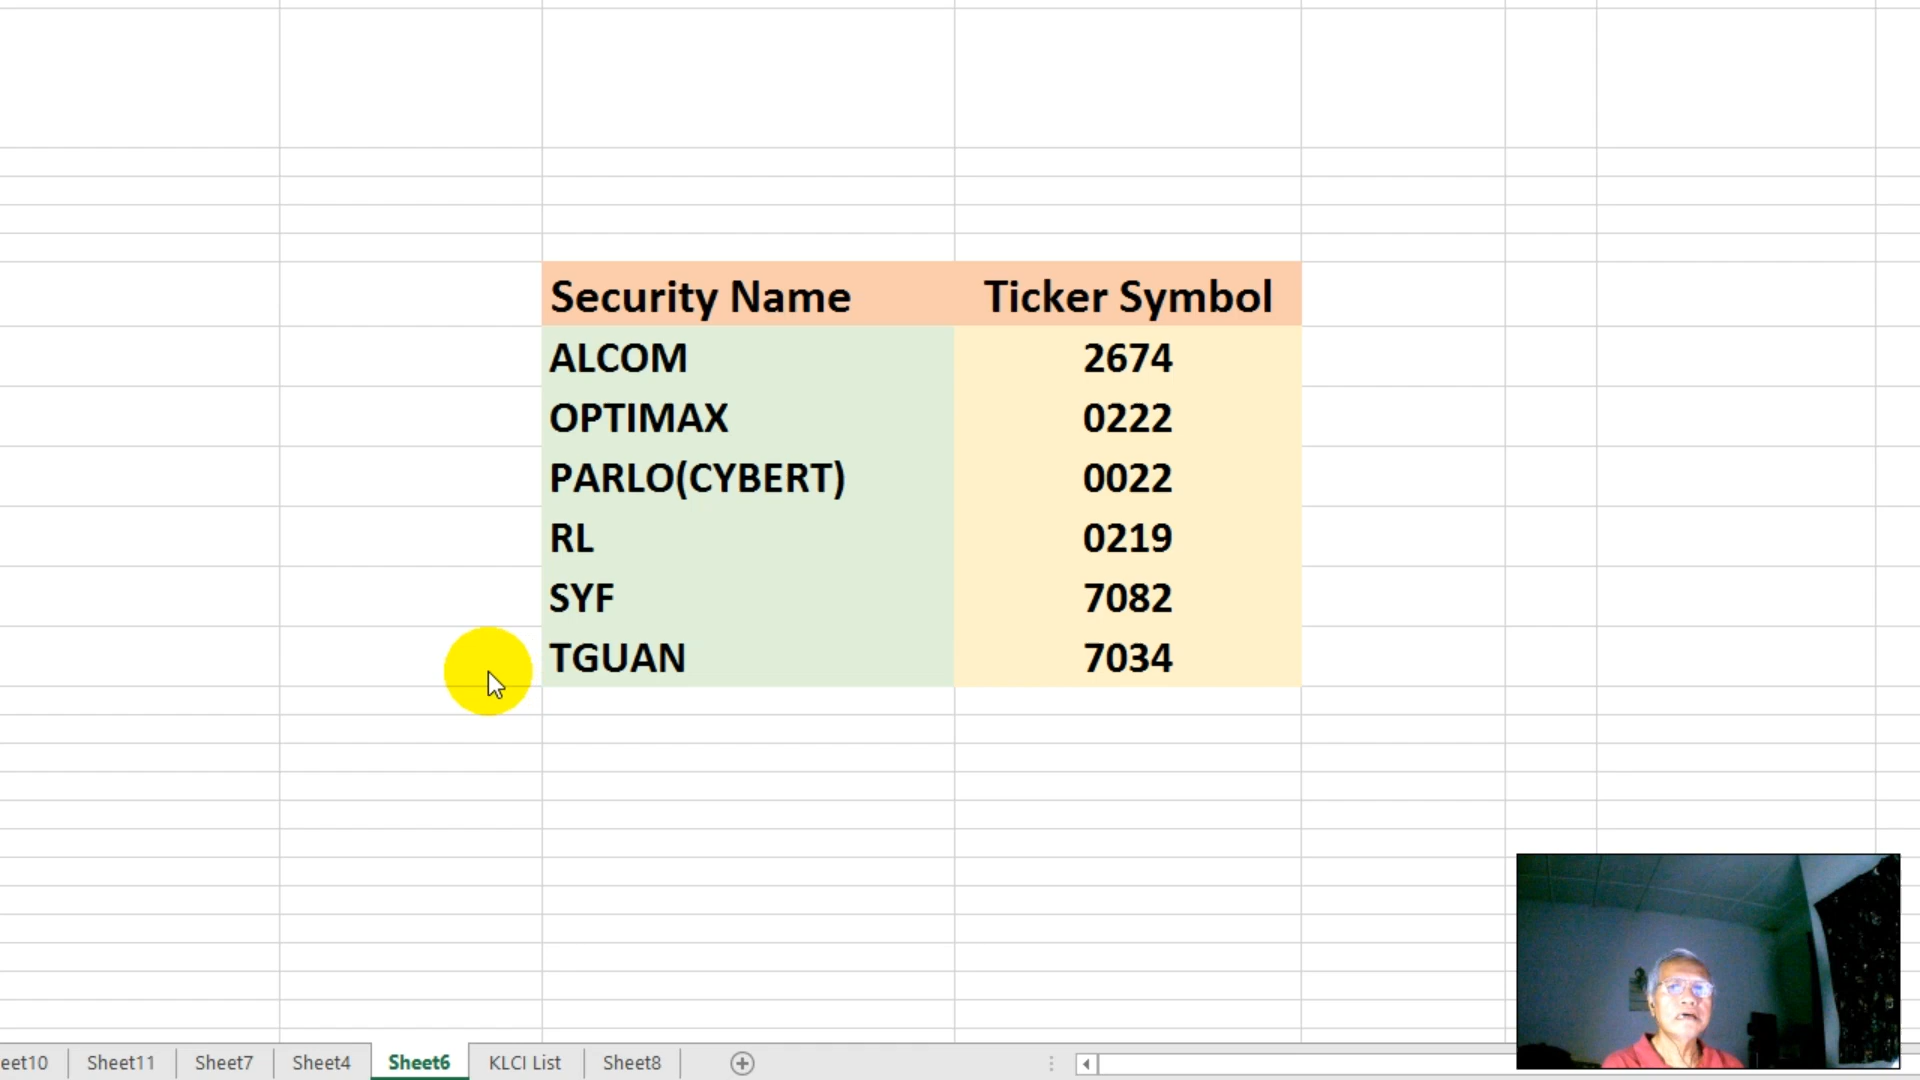 Security Name Ticker Symbol
ALCOM 2674
OPTIMAX 0222
PARLO(CYBERT) 0022
RL 0219
SYF 7082
TGUAN 7034
eet10 Sheet11 Sheet7 Sheet4 Sheet6 KLCI List Sheet8